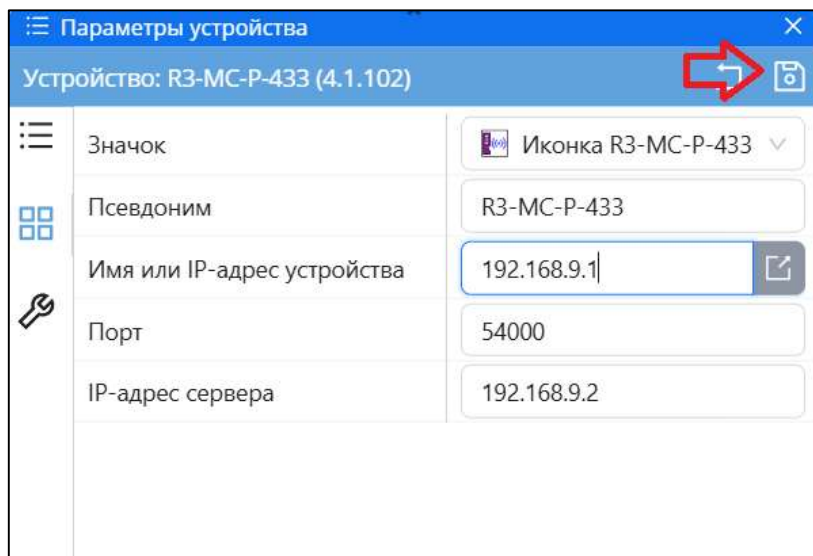 Параметры устройства
Устройство: R3-MC-P-433 (4.1.102)
Значок Иконка R3-MC-P-433
Псевдоним R3-MC-P-433
Имя или IP-адрес устройства 192.168.9.1
Порт 54000
IP-адрес сервера 192.168.9.2